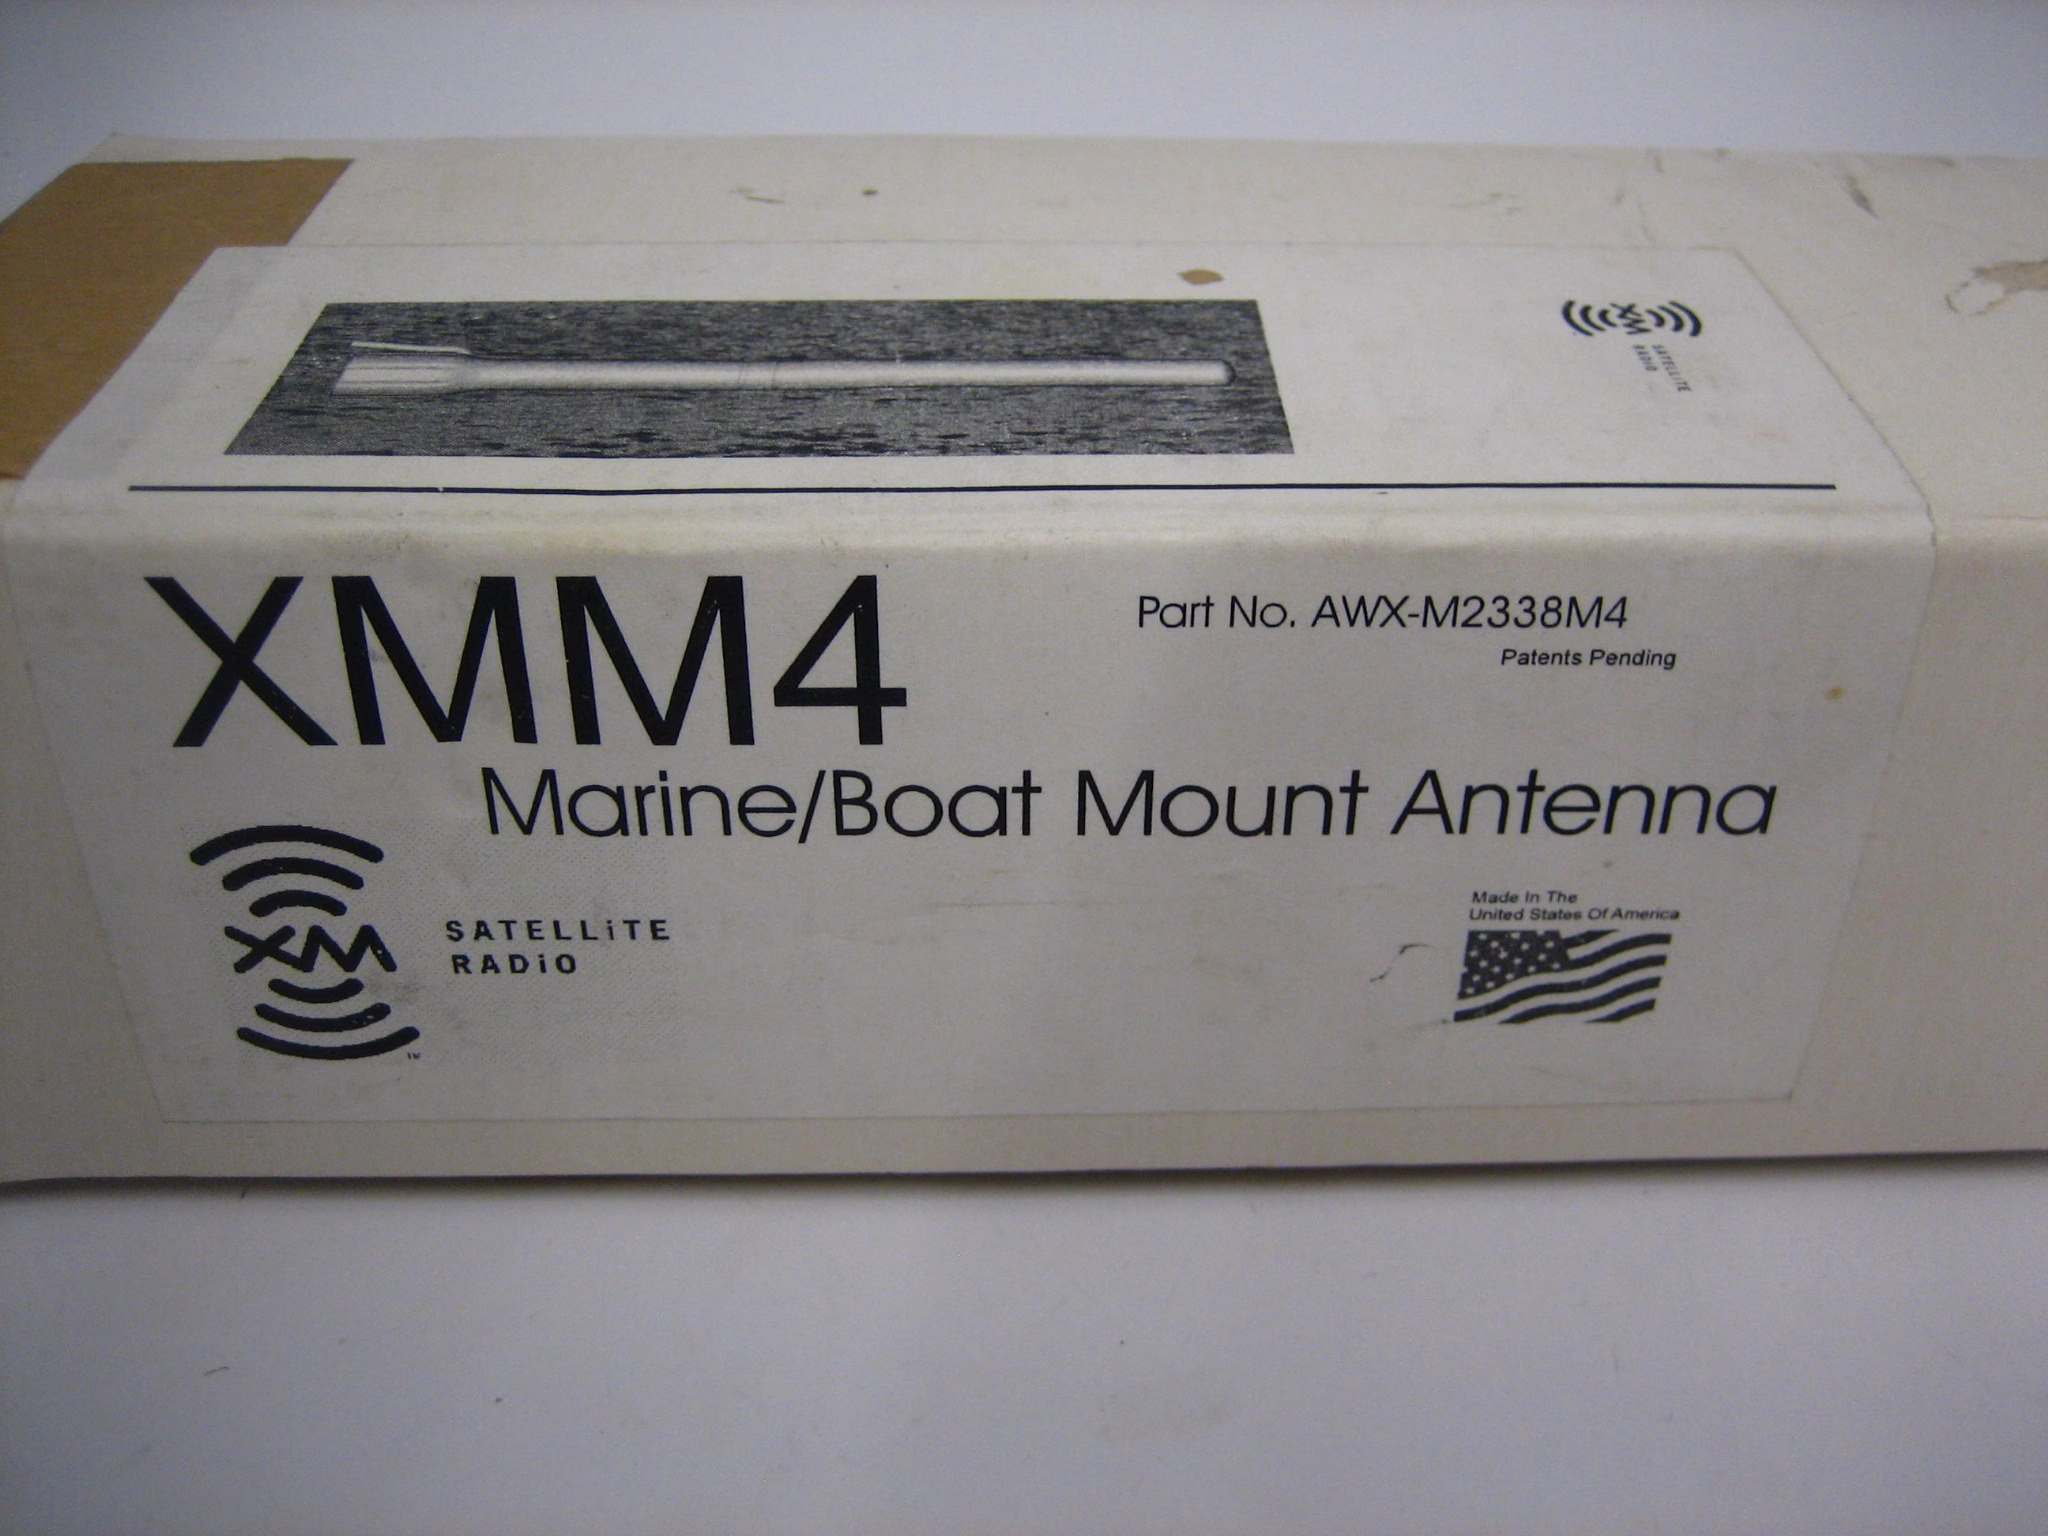 XM
SATELLiTE
RADiO
XMM4
Part No. AWX-M2338M4
Patents Pending
Marine/Boat Mount Antenna
XM
SATELLiTE
RADiO
TM
Made In The
United States Of America